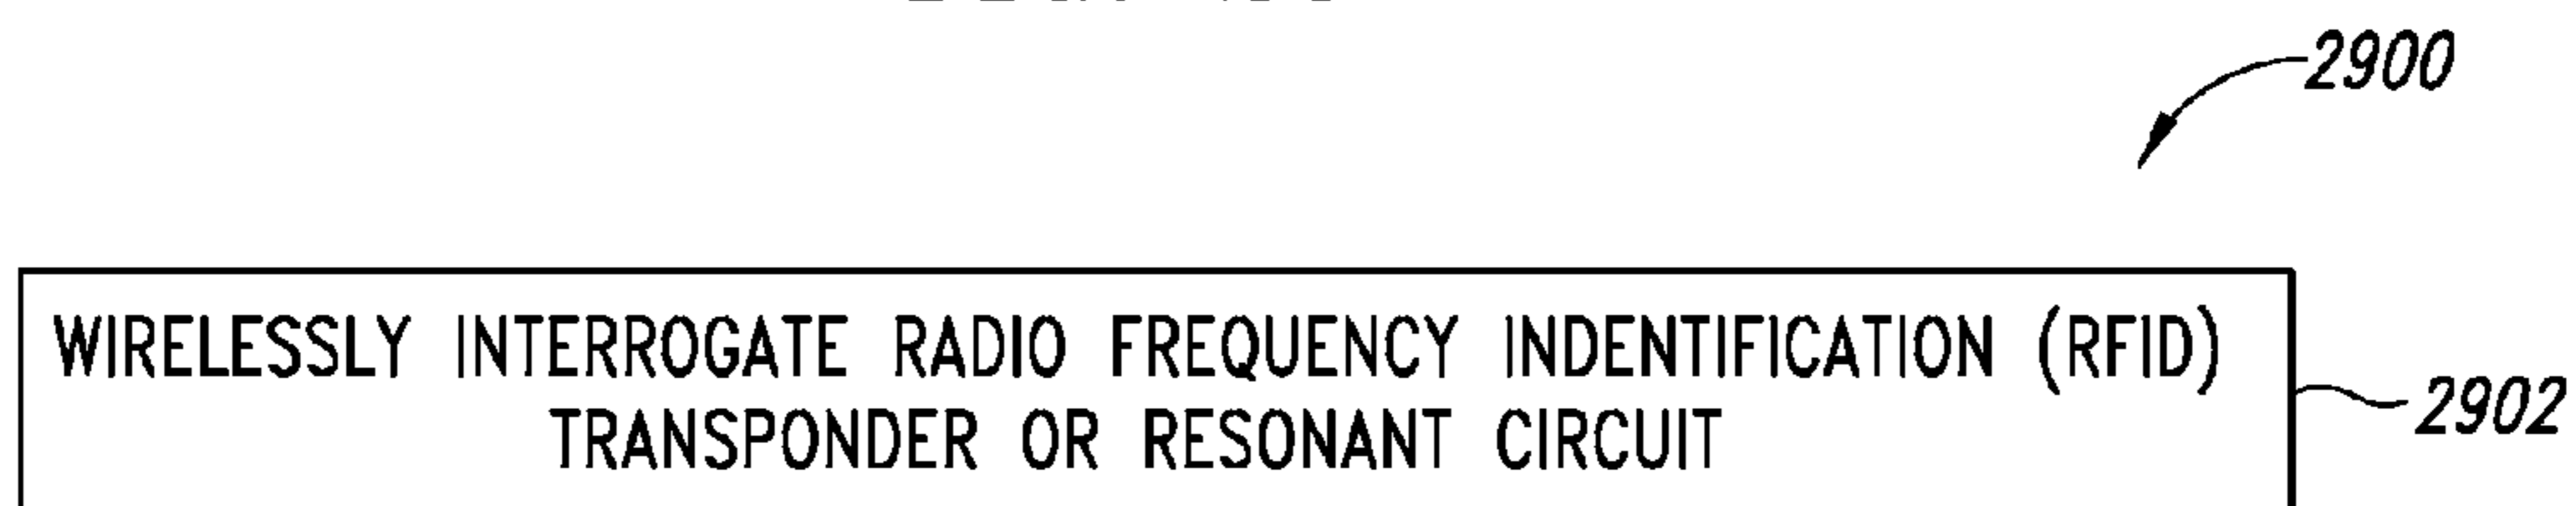 2900
WIRELESSLY INTERROGATE RADIO FREQUENCY INDENTIFICATION (RFID)
TRANSPONDER OR RESONANT CIRCUIT
2902